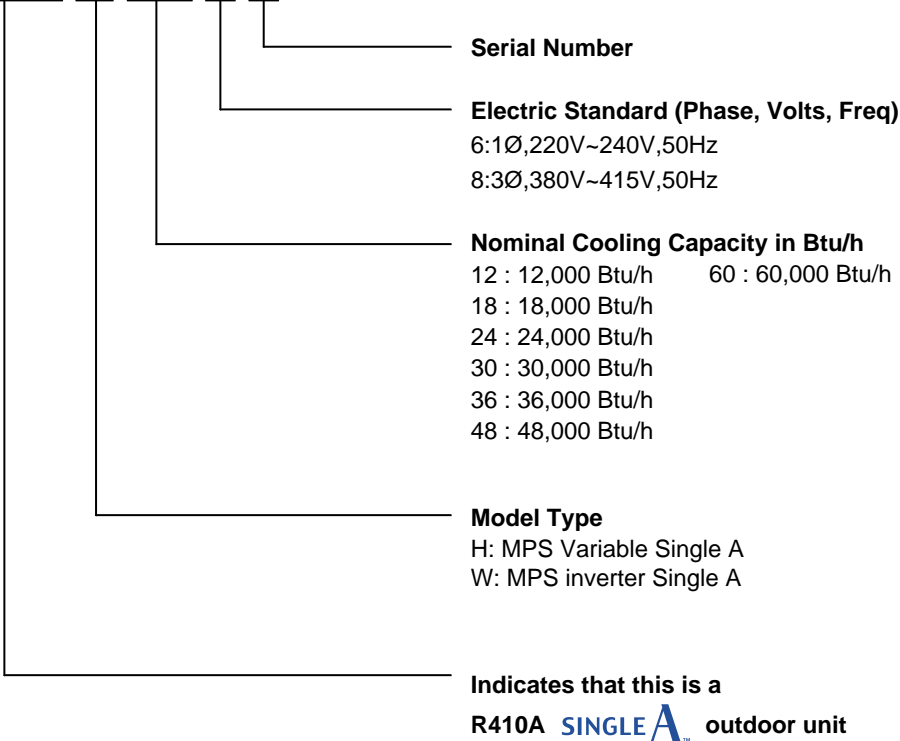 Serial Number
Electric Standard (Phase, Volts, Freq)
6:1Ø,220V~240V,50Hz
8:3Ø,380V~415V,50Hz
Nominal Cooling Capacity in Btu/h
12 : 12,000 Btu/h 60 : 60,000 Btu/h
18 : 18,000 Btu/h
24 : 24,000 Btu/h
30 : 30,000 Btu/h
36 : 36,000 Btu/h
48 : 48,000 Btu/h
Model Type
H: MPS Variable Single A
W: MPS inverter Single A
Indicates that this is a
R410A SINGLE A™ outdoor unit